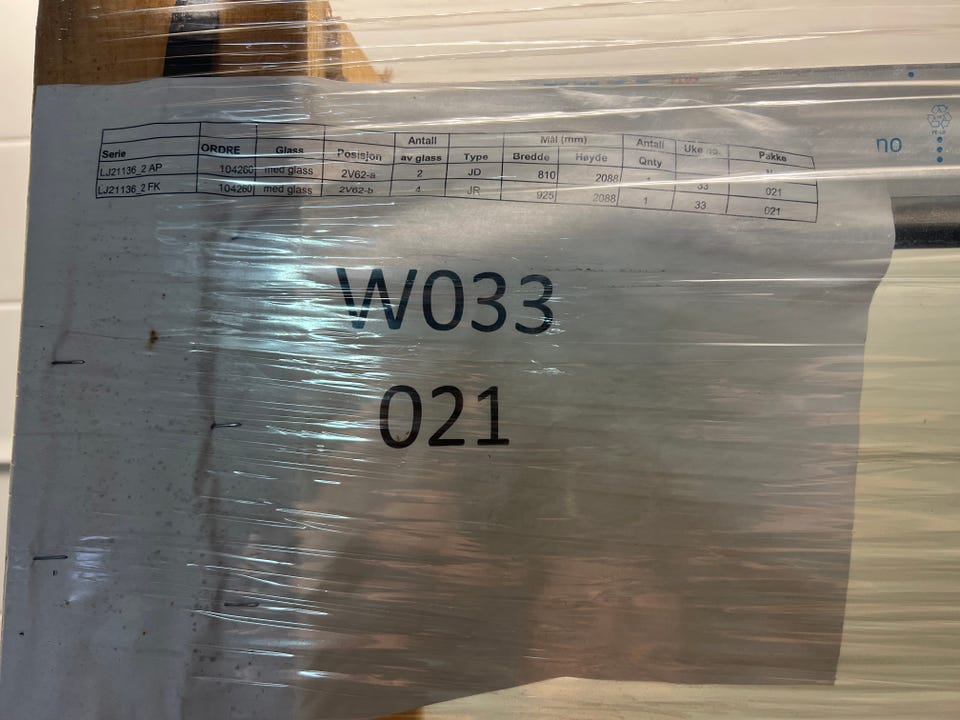 no
Antall Mål (mm) Antall
Serie ORDRE Glass Posisjon av glass Type Bredde Høyde Qnty Uke no. Pakke
LJ21136_2 AP 104260 med glass 2V62-a 2 JD 810 2088 33 021
LJ21136_2 FK 104260 med glass 2V62-b 4 JR 925 2088 1 33 021
W033
021